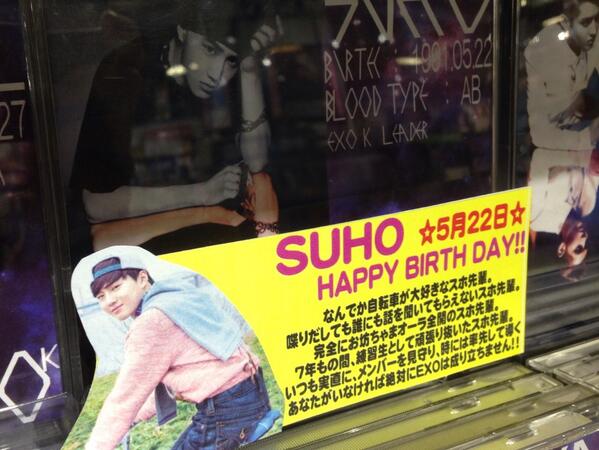 SUHO
BIRTH : 1991.05.22
BLOOD TYPE : AB
EXO K LEADER
27
K
SUHO ☆5月22日☆
HAPPY BIRTH DAY!!
なんでか自転車が大好きなスホ先輩。
喋りだしても誰にも話を聞いてもらえないスホ先輩。
完全にお坊ちゃまオーラ全開のスホ先輩。
7年もの間、練習生として頑張り抜いたスホ先輩。
いつも実直に、メンバーを見守り、時には率先して導く
あなたがいなければ絶対にEXOは成り立ちません!!